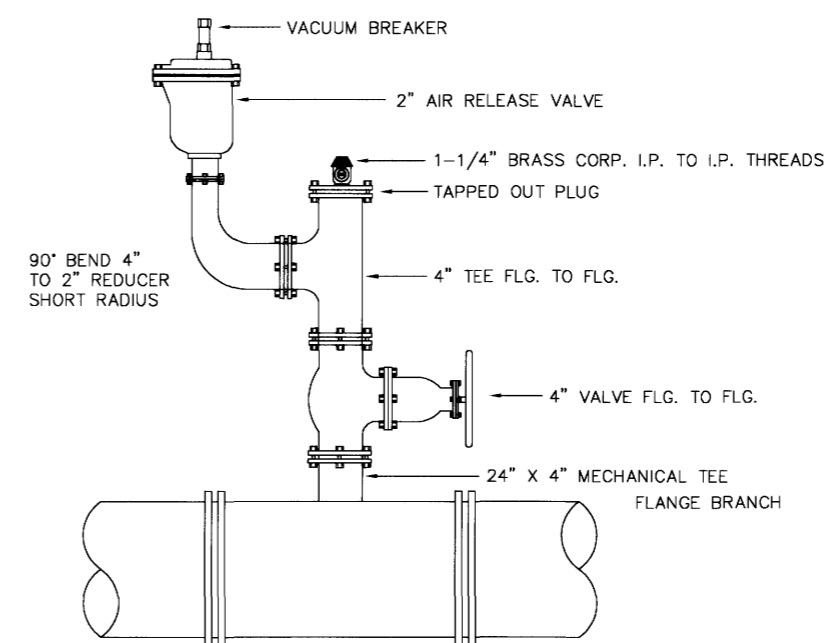 VACUUM BREAKER
2" AIR RELEASE VALVE
1-1/4" BRASS CORP. I.P. TO I.P. THREADS
TAPPED OUT PLUG
90° BEND 4"
TO 2" REDUCER
SHORT RADIUS
4" TEE FLG. TO FLG.
4" VALVE FLG. TO FLG.
24" X 4" MECHANICAL TEE
FLANGE BRANCH